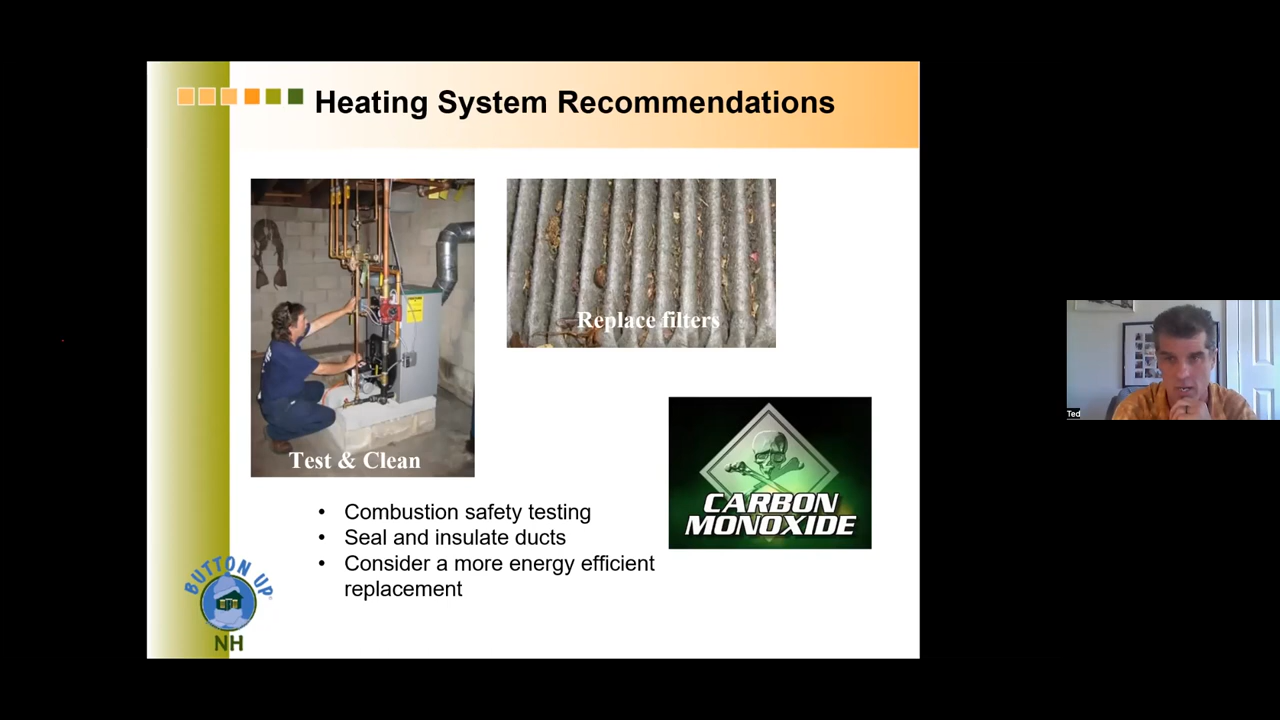 Heating System Recommendations
Test & Clean
Replace filters
CARBON
MONOXIDE
• Combustion safety testing
• Seal and insulate ducts
• Consider a more energy efficient
replacement
BUTTON UP
NH
Ted